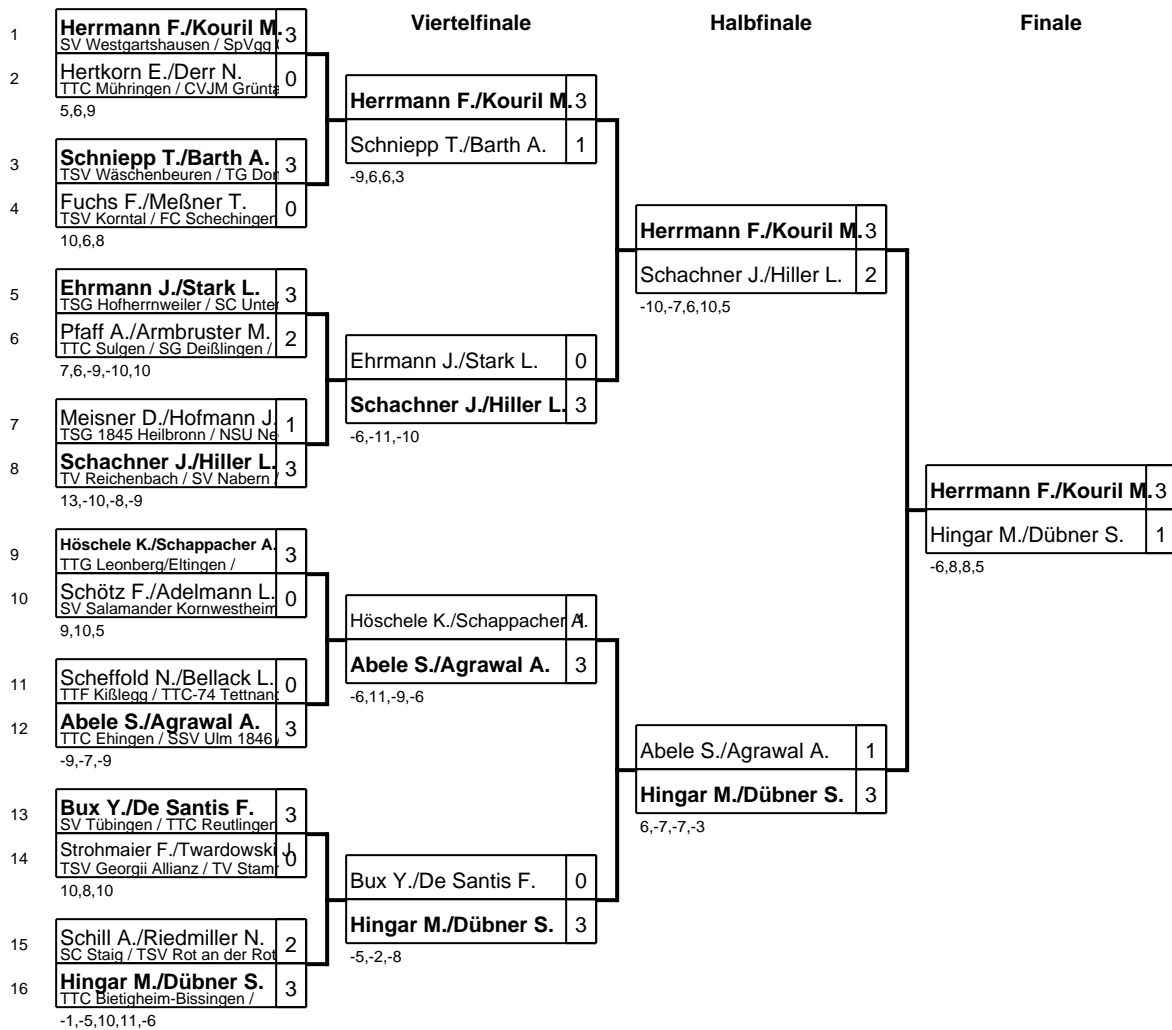 Viertelfinale
Halbfinale
Finale
1
Herrmann F./Kouril M. 3
SV Westgartshausen / SpVgg
2
Hertkorn E./Derr N. 0
TTC Mühringen / CVJM Grünta
5,6,9
3
Schniepp T./Barth A. 3
TSV Wäschenbeuren / TG Don
4
Fuchs F./Meßner T. 0
TSV Korntal / FC Schechingen
10,6,8
5
Ehrmann J./Stark L. 3
TSG Hofherrnweiler / SC Unter
6
Pfaff A./Armbruster M. 2
TTC Sulgen / SG Deißlingen /
7,6,-9,-10,10
7
Meisner D./Hofmann J. 1
TSG 1845 Heilbronn / NSU Ne
8
Schachner J./Hiller L. 3
TV Reichenbach / SV Nabern /
13,-10,-8,-9
9
Höschele K./Schappacher A. 3
TTG Leonberg/Eltingen /
10
Schötz F./Adelmann L. 0
SV Salamander Kornwestheim
9,10,5
11
Scheffold N./Bellack L. 0
TTF Kißlegg / TTC-74 Tettnang
12
Abele S./Agrawal A. 3
TTC Ehingen / SSV Ulm 1846 /
-9,-7,-9
13
Bux Y./De Santis F. 3
SV Tübingen / TTC Reutlingen
14
Strohmaier F./Twardowski J. 0
TSV Georgii Allianz / TV Stam
10,8,10
15
Schill A./Riedmiller N. 2
SC Staig / TSV Rot an der Rot
16
Hingar M./Dübner S. 3
TTC Bietigheim-Bissingen /
-1,-5,10,11,-6
Herrmann F./Kouril M. 3
Schniepp T./Barth A. 1
-9,6,6,3
Ehrmann J./Stark L. 0
Schachner J./Hiller L. 3
-6,-11,-10
Höschele K./Schappacher A. 1
Abele S./Agrawal A. 3
-6,11,-9,-6
Bux Y./De Santis F. 0
Hingar M./Dübner S. 3
-5,-2,-8
Herrmann F./Kouril M. 3
Schachner J./Hiller L. 2
-10,-7,6,10,5
Abele S./Agrawal A. 1
Hingar M./Dübner S. 3
6,-7,-7,-3
Herrmann F./Kouril M. 3
Hingar M./Dübner S. 1
-6,8,8,5